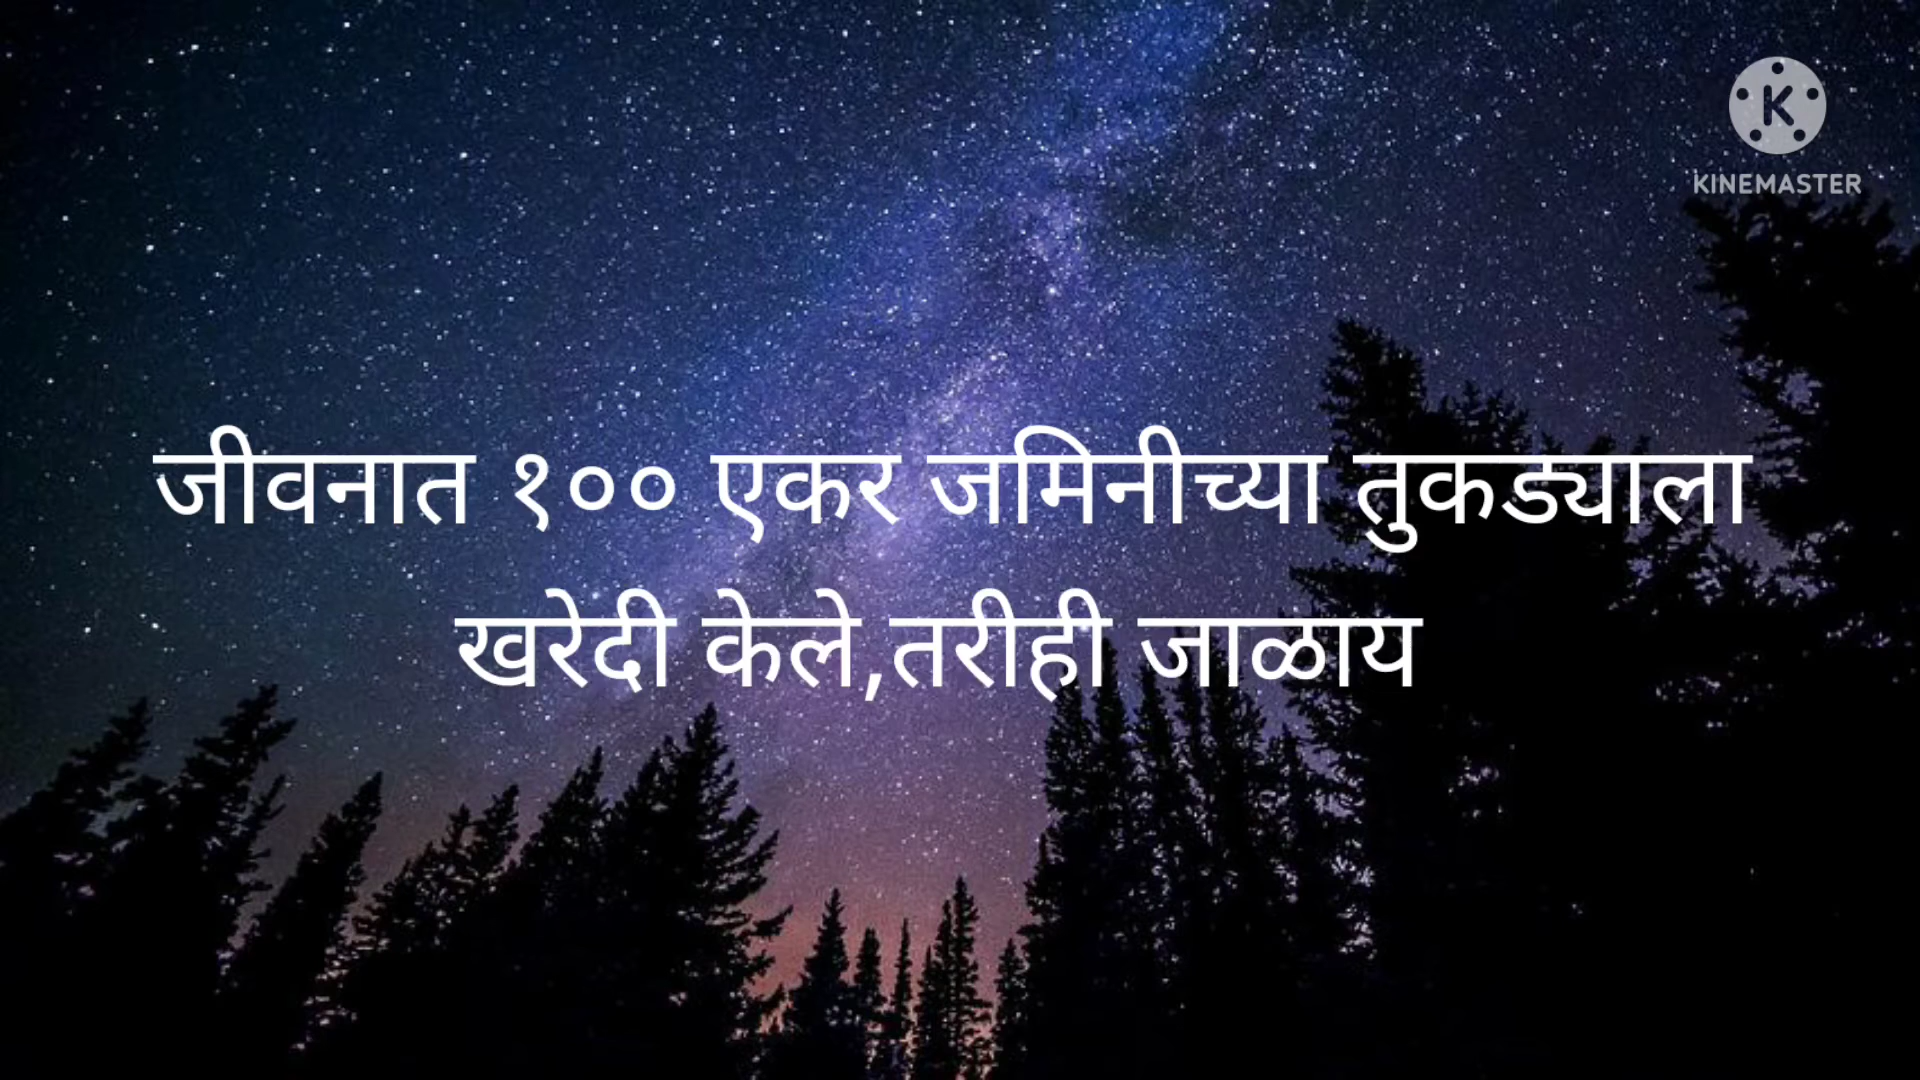 KINEMASTER
जीवनात १०० एकर जमिनीच्या तुकड्याला
खरेदी केले,तरीही जाळाय